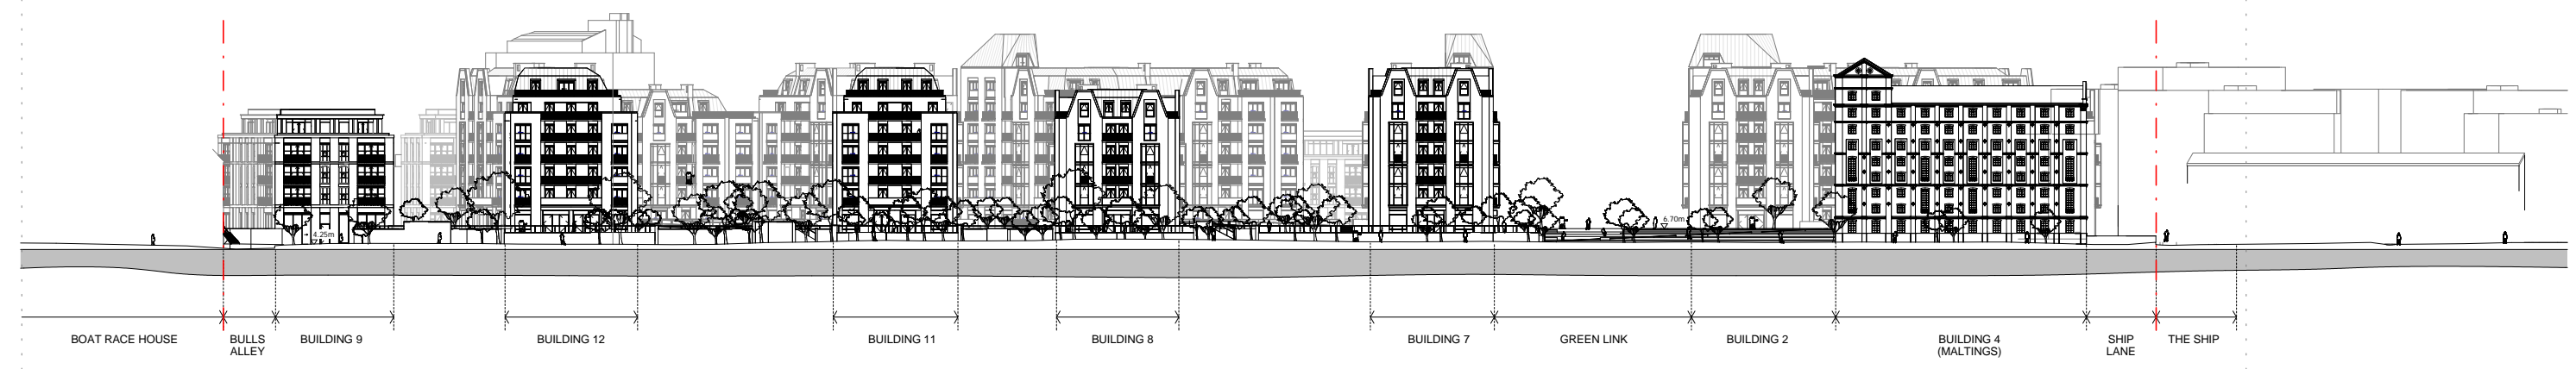 4.25m
6.70m
BOAT RACE HOUSE
BULLS
ALLEY
BUILDING 9
BUILDING 12
BUILDING 11
BUILDING 8
BUILDING 7
GREEN LINK
BUILDING 2
BUILDING 4
(MALTINGS)
SHIP
LANE
THE SHIP